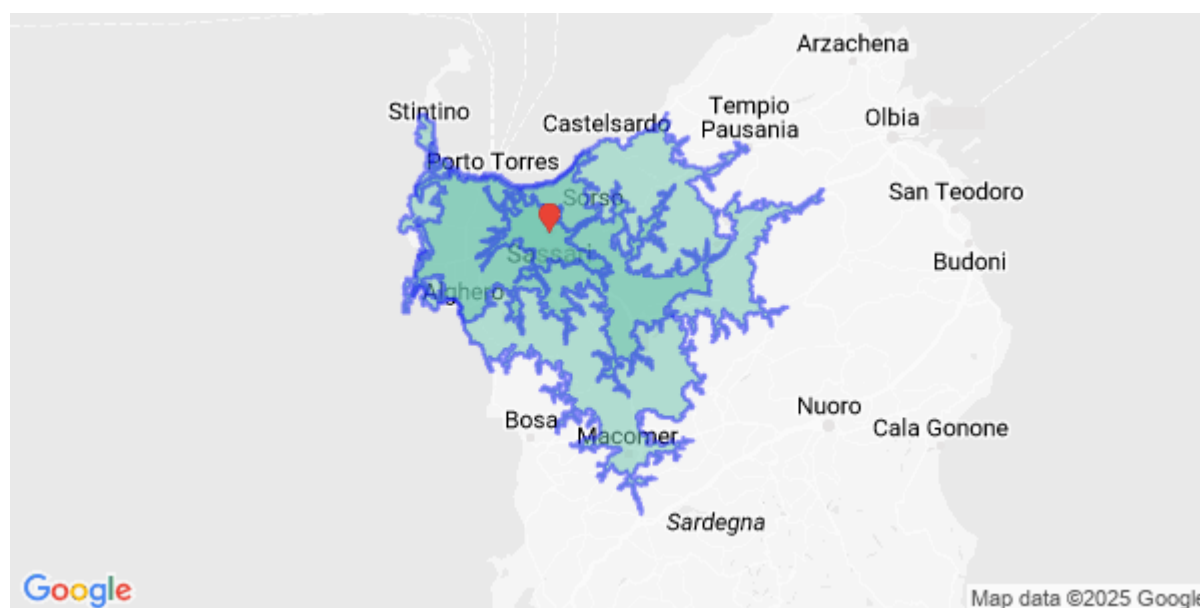 Arzachena
Stintino
Castelsardo
Tempio
Pausania
Olbia
Porto Torres
Sorso
San Teodoro
Sassari
Budoni
Alghero
Nuoro
Bosa
Macomer
Cala Gonone
Sardegna
Google
Map data ©2025 Google